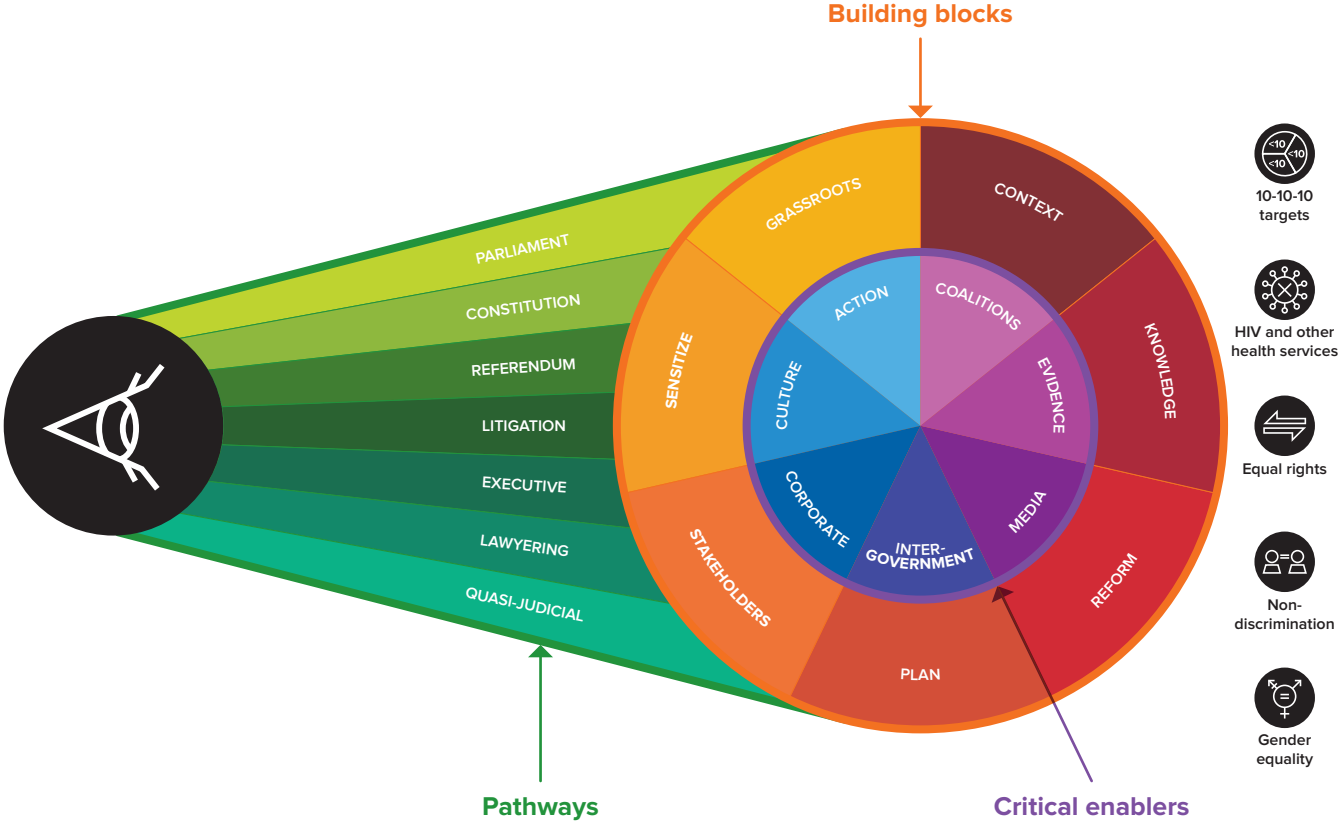 Building blocks
PARLIAMENT
CONSTITUTION
REFERENDUM
LITIGATION
EXECUTIVE
LAWYERING
QUASI-JUDICIAL
GRASSROOTS
CONTEXT
KNOWLEDGE
REFORM
PLAN
STAKEHOLDERS
SENSITIZE
ACTION
COALITIONS
EVIDENCE
MEDIA
INTER-
GOVERNMENT
CORPORATE
CULTURE
<10
<10
<10
10-10-10
targets
HIV and other
health services
Equal rights
Non-
discrimination
Gender
equality
Pathways
Critical enablers